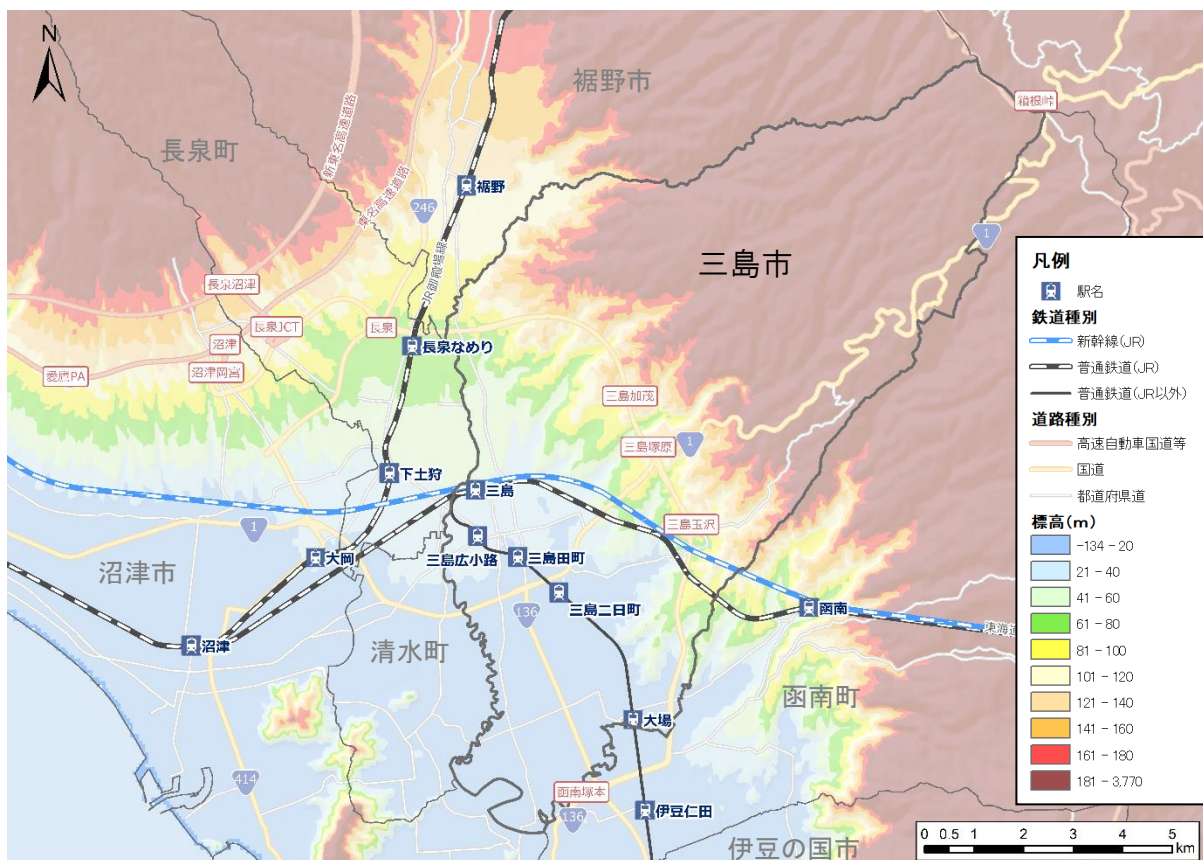 N
裾野市
箱根峠
長泉町
新東名高速道路
東名高速道路
裾野
246
1
JR御殿場線
三島市
長泉沼津
長泉JCT
長泉
沼津
長泉なめり
愛鷹PA
沼津岡宮
三島加茂
三島塚原
1
下土狩
三島
1
三島玉沢
大岡
三島広小路
三島田町
沼津市
三島二日町
136
函南
東海道
沼津
清水町
函南町
大場
414
函南塚本
136
伊豆仁田
伊豆の国市
凡例
駅名
鉄道種別
新幹線(JR)
普通鉄道(JR)
普通鉄道(JR以外)
道路種別
高速自動車国道等
国道
都道府県道
標高(m)
-134 - 20
21 - 40
41 - 60
61 - 80
81 - 100
101 - 120
121 - 140
141 - 160
161 - 180
181 - 3,770
0 0.5 1 2 3 4 5
km